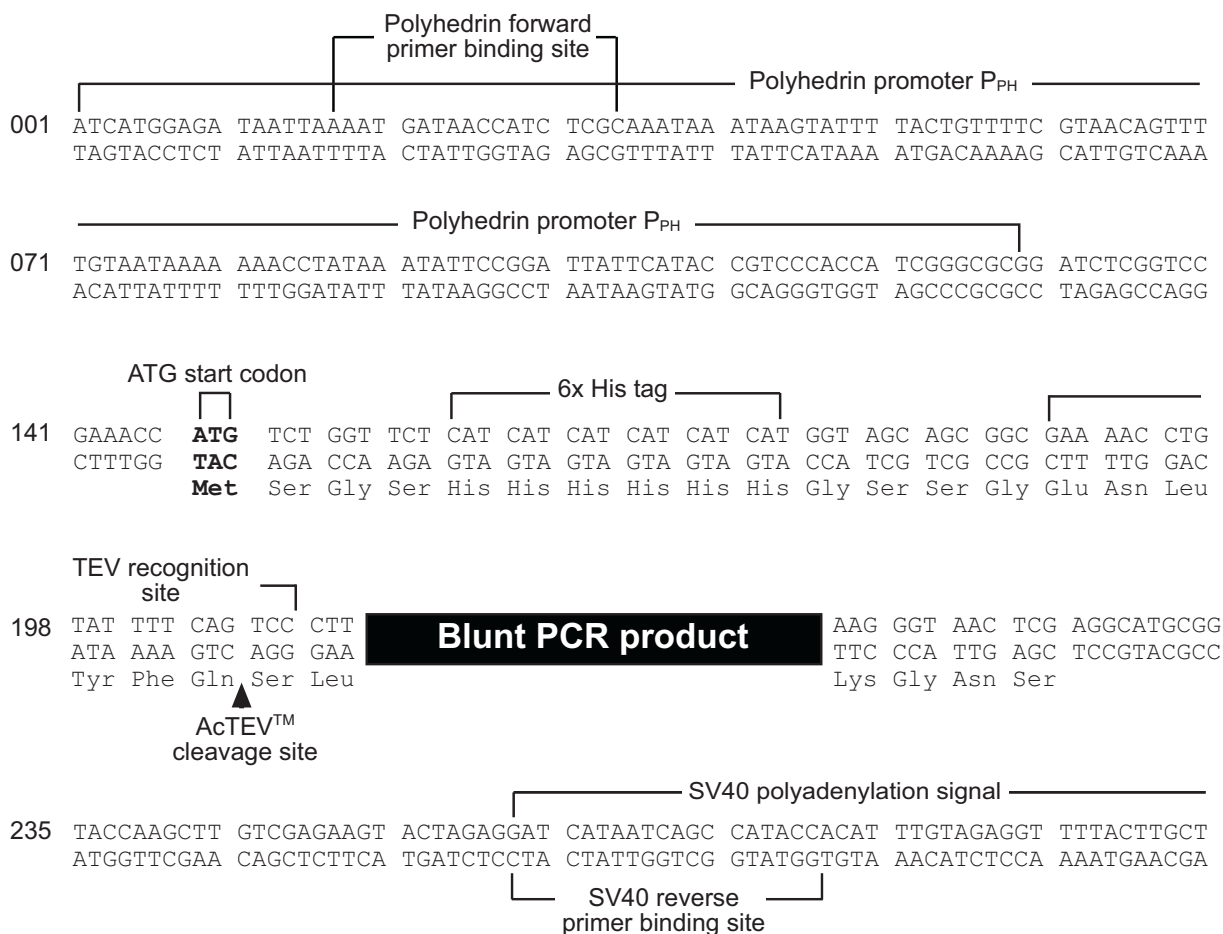 Polyhedrin forward
primer binding site
Polyhedrin promoter PPH
001 ATCATGGAGA TAATTAAAAT GATAACCATC TCGCAAATAA ATAAGTATTT TACTGTTTTC GTAACAGTTT
TAGTACCTCT ATTAATTTTA CTATTGGTAG AGCGTTTATT TATTCATAAA ATGACAAAAG CATTGTCAAA
Polyhedrin promoter PPH
071 TGTAATAAAA AAACCTATAA ATATTCCGGA TTATTCATAC CGTCCCACCA TCGGGCGCGG ATCTCGGTCC
ACATTATTTT TTTGGATATT TATAAGGCCT AATAAGTATG GCAGGGTGGT AGCCCGCGCC TAGAGCCAGG
ATG start codon
6x His tag
141 GAAACC ATG TCT GGT TCT CAT CAT CAT CAT CAT CAT GGT AGC AGC GGC GAA AAC CTG
CTTTGG TAC AGA CCA AGA GTA GTA GTA GTA GTA GTA CCA TCG TCG CCG CTT TTG GAC
Met Ser Gly Ser His His His His His His Gly Ser Ser Gly Glu Asn Leu
TEV recognition
site
198 TAT TTT CAG TCC CTT Blunt PCR product AAG GGT AAC TCG AGGCATGCGG
ATA AAA GTC AGG GAA TTC CCA TTG AGC TCCGTACGCC
Tyr Phe Gln Ser Leu Lys Gly Asn Ser
AcTEV™
cleavage site
SV40 polyadenylation signal
235 TACCAAGCTT GTCGAGAAGT ACTAGAGGAT CATAATCAGC CATACCACAT TTGTAGAGGT TTTACTTGCT
ATGGTTCGAA CAGCTCTTCA TGATCTCCTA CTATTGGTCG GTATGGTGTA AACATCTCCA AAATGAACGA
SV40 reverse
primer binding site